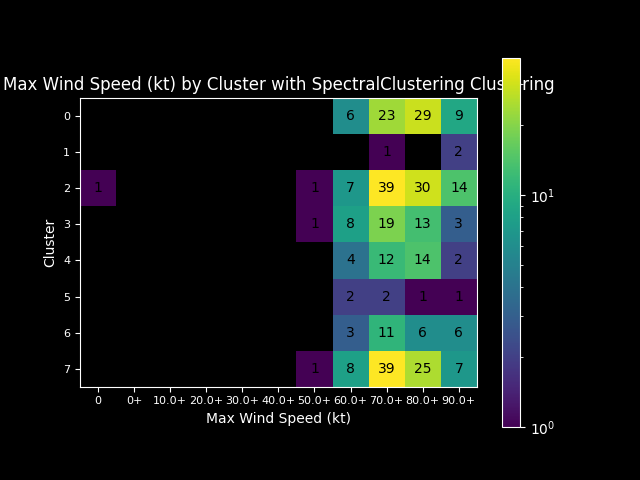 Max Wind Speed (kt) by Cluster with SpectralClustering Clustering
0 6 23 29 9
1 1 2
2 1 1 7 39 30 14
3 1 8 19 13 3
4 4 12 14 2
5 2 2 1 1
6 3 11 6 6
7 1 8 39 25 7
0 0+ 10.0+ 20.0+ 30.0+ 40.0+ 50.0+ 60.0+ 70.0+ 80.0+ 90.0+
Max Wind Speed (kt)
Cluster
10^1
10^0